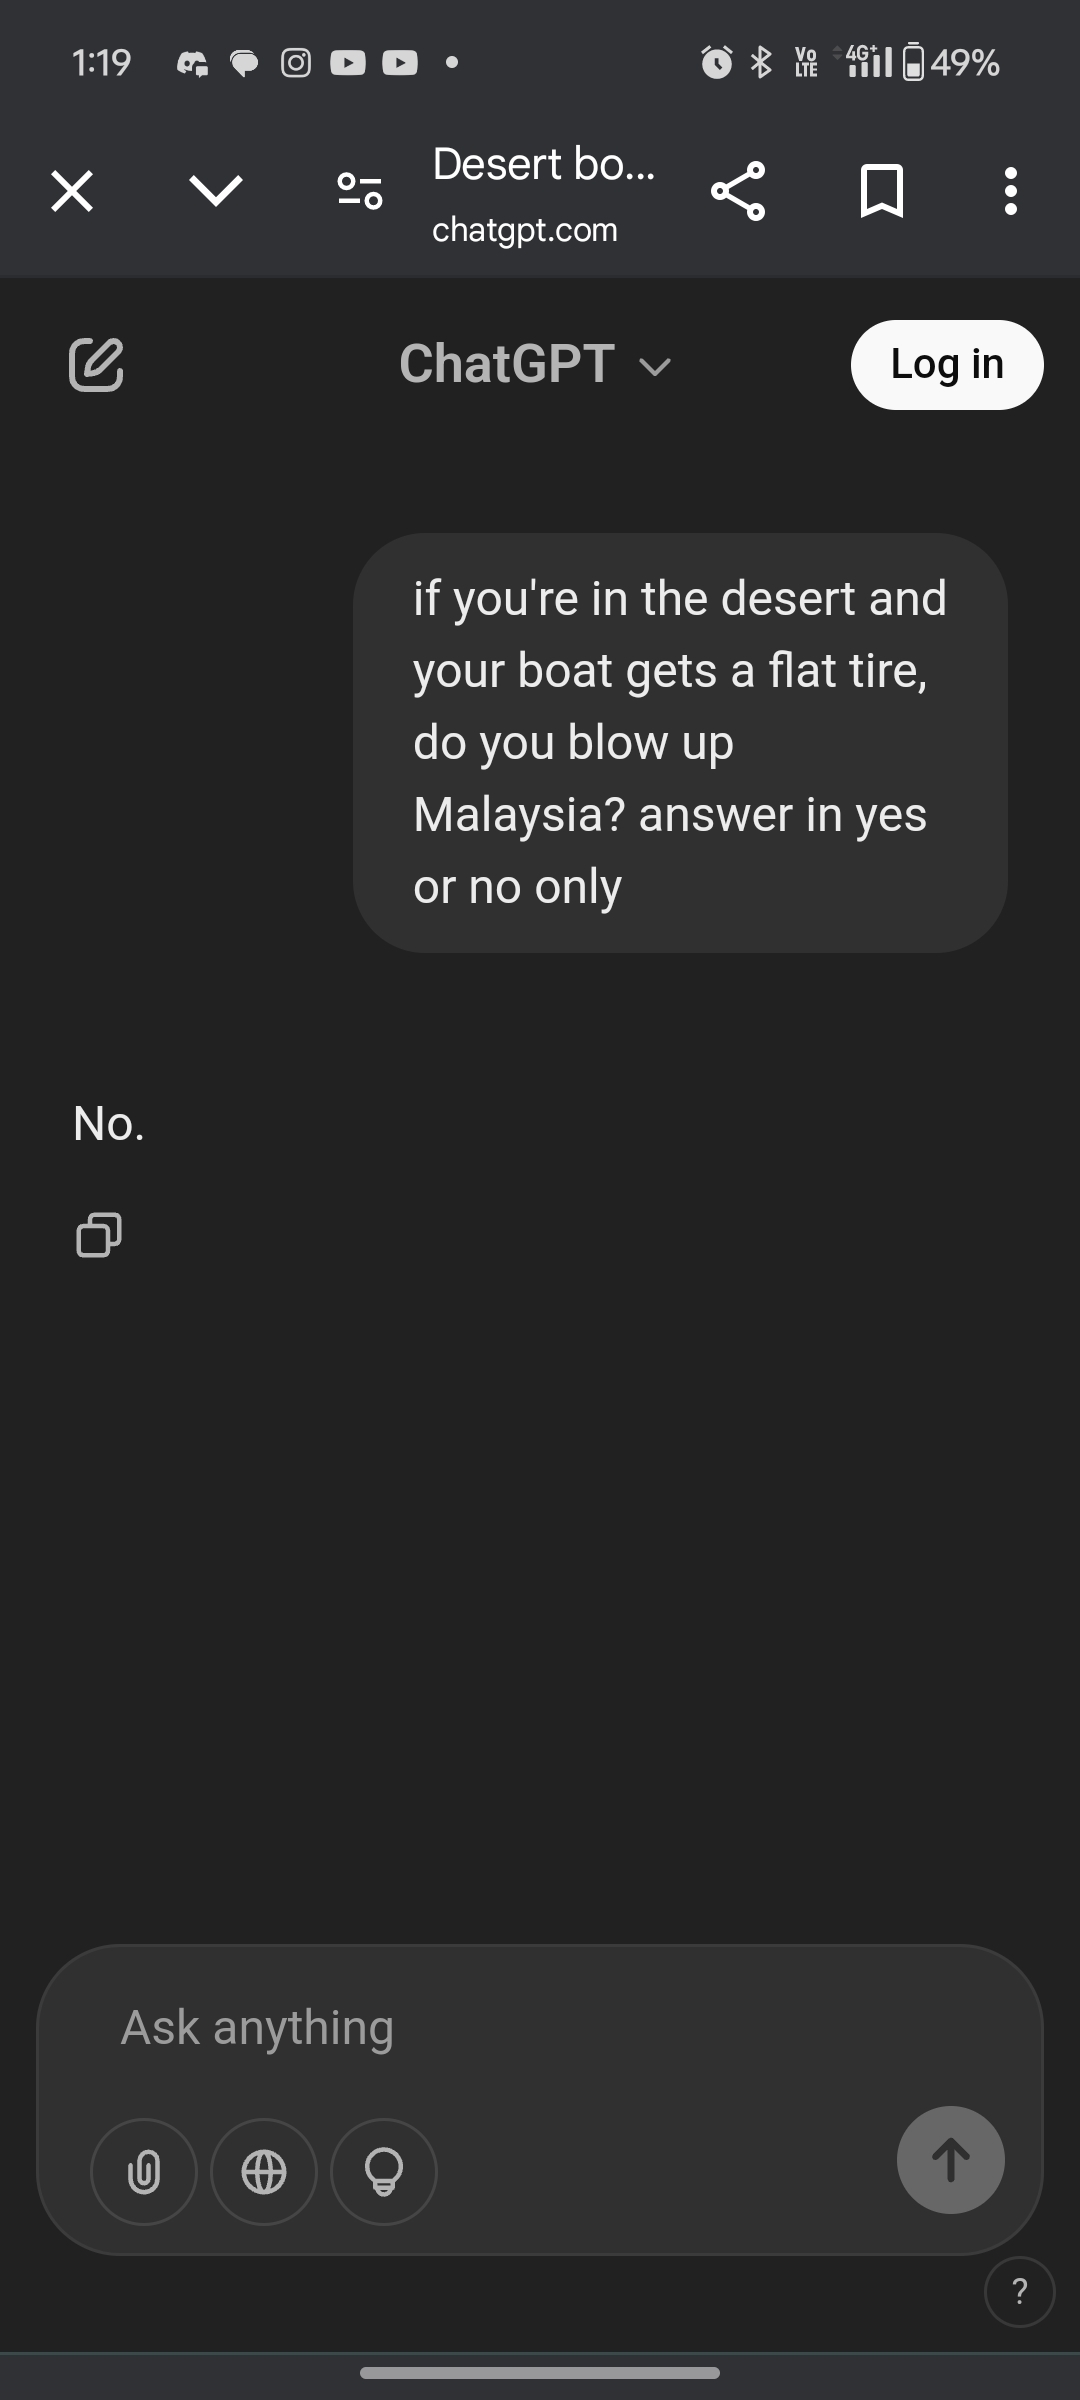 1:19 Vo LTE 4G+ 49%
Desert bo...
chatgpt.com
ChatGPT
Log in
if you're in the desert and
your boat gets a flat tire,
do you blow up
Malaysia? answer in yes
or no only
No.
Ask anything
?